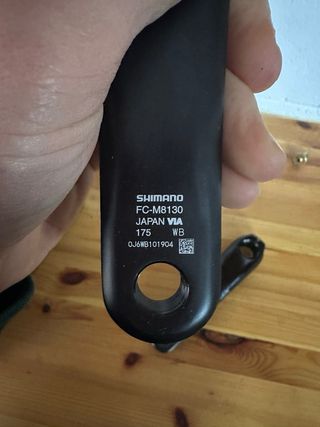 SHIMANO
FC-M8130
JAPAN VIA
175 WB
0J6WB101904